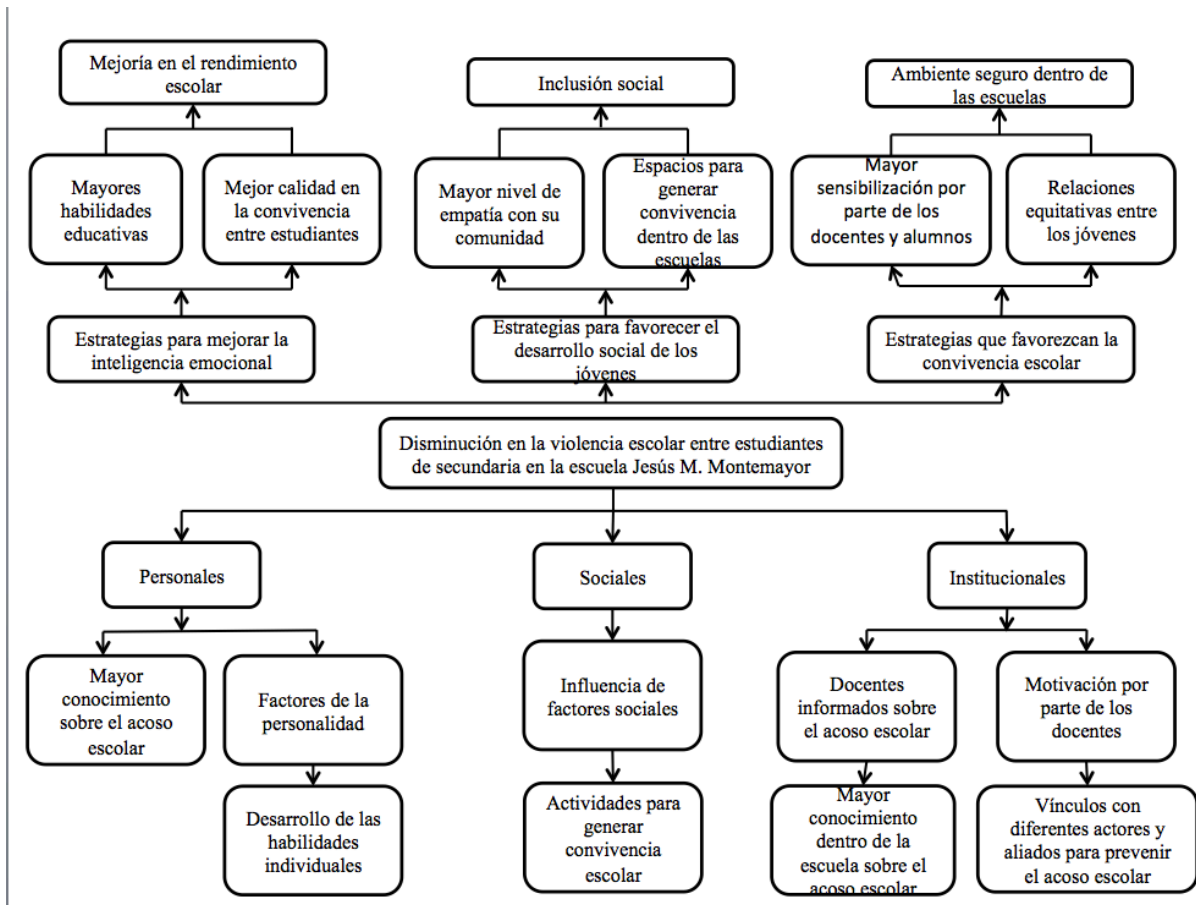 Mejoría en el rendimiento
escolar
Inclusión social
Ambiente seguro dentro de
las escuelas
Mayores
habilidades
educativas
Mejor calidad en
la convivencia
entre estudiantes
Mayor nivel de
empatía con su
comunidad
Espacios para
generar
convivencia
dentro de las
escuelas
Mayor
sensibilización por
parte de los
docentes y alumnos
Relaciones
equitativas entre
los jóvenes
Estrategias para mejorar la
inteligencia emocional
Estrategias para favorecer el
desarrollo social de los
jóvenes
Estrategias que favorezcan la
convivencia escolar
Disminución en la violencia escolar entre estudiantes
de secundaria en la escuela Jesús M. Montemayor
Personales
Sociales
Institucionales
Mayor
conocimiento
sobre el acoso
escolar
Factores de la
personalidad
Influencia de
factores sociales
Docentes
informados sobre
el acoso escolar
Motivación por
parte de los
docentes
Desarrollo de las
habilidades
individuales
Actividades para
generar
convivencia
escolar
Mayor
conocimiento
dentro de la
escuela sobre el
acoso escolar
Vínculos con
diferentes actores y
aliados para prevenir
el acoso escolar